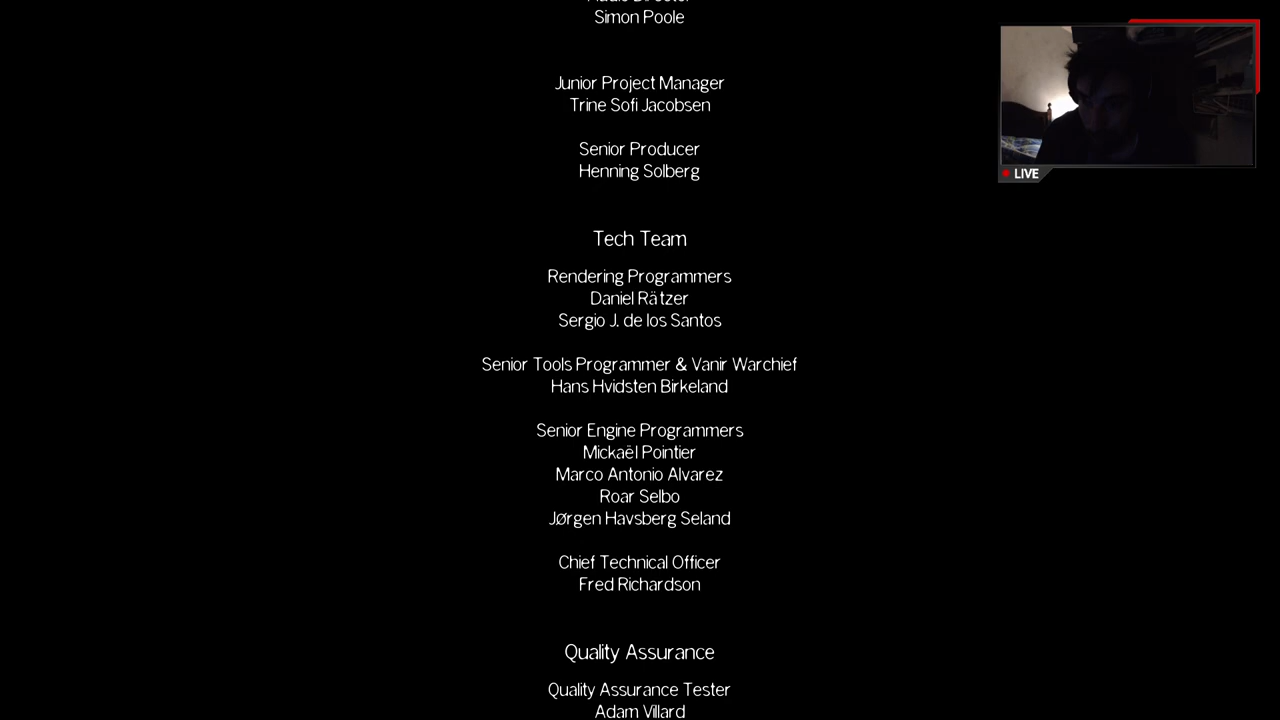 Simon Poole
Junior Project Manager
Trine Sofi Jacobsen
Senior Producer
Henning Solberg
Tech Team
Rendering Programmers
Daniel Rätzer
Sergio J. de los Santos
Senior Tools Programmer & Vanir Warchief
Hans Hvidsten Birkeland
Senior Engine Programmers
Mickaël Pointier
Marco Antonio Alvarez
Roar Selbo
Jørgen Havsberg Seland
Chief Technical Officer
Fred Richardson
Quality Assurance
Quality Assurance Tester
Adam Villard
LIVE